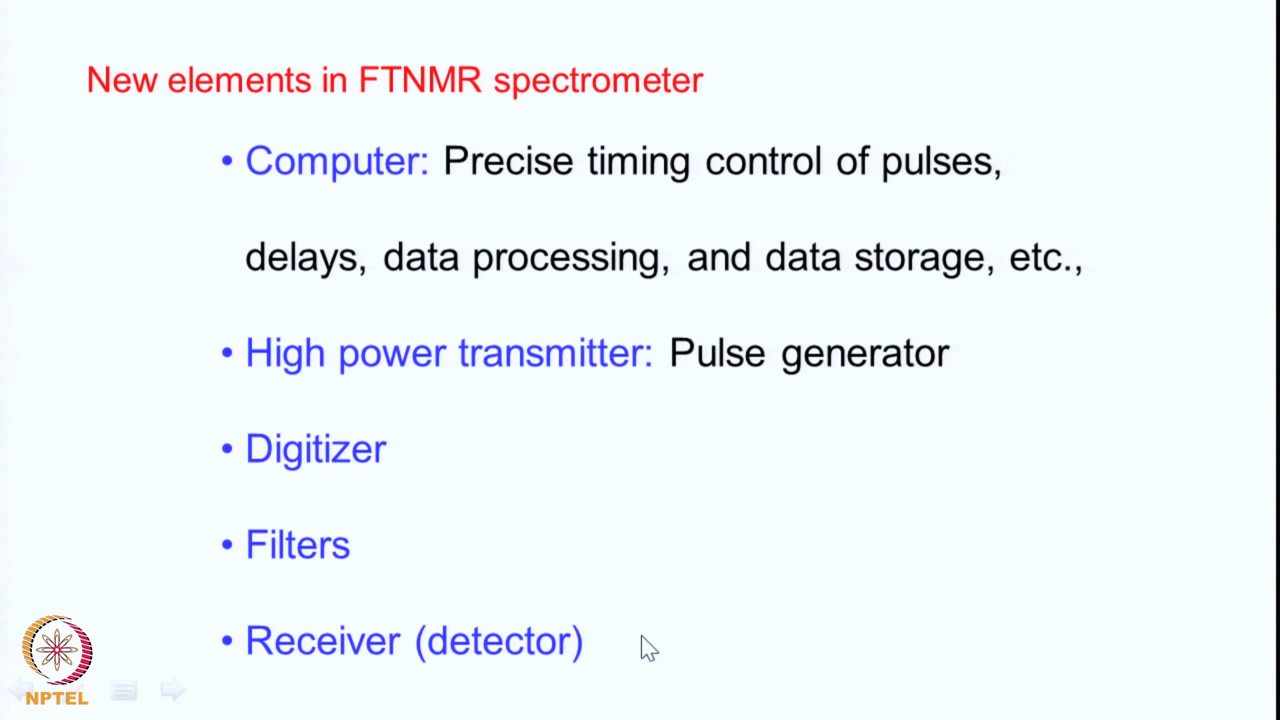 New elements in FTNMR spectrometer
• Computer: Precise timing control of pulses,
delays, data processing, and data storage, etc.,
• High power transmitter: Pulse generator
• Digitizer
• Filters
• Receiver (detector)
NPTEL